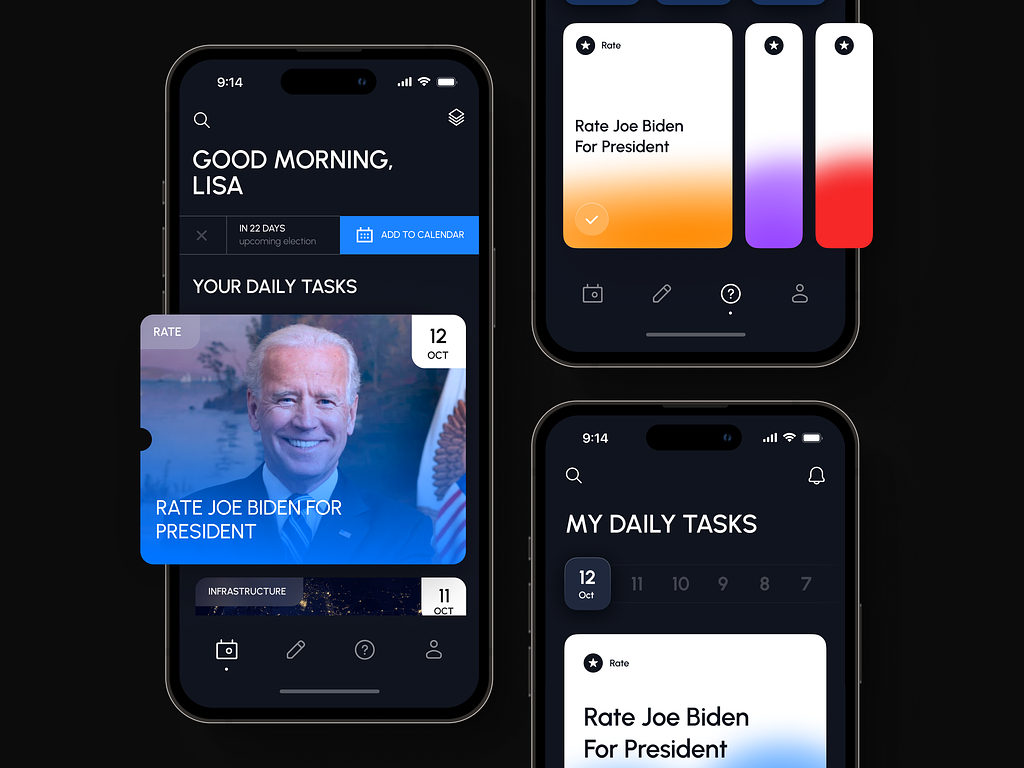 9:14
GOOD MORNING,
LISA
IN 22 DAYS
upcoming election
ADD TO CALENDAR
YOUR DAILY TASKS
RATE
12
OCT
RATE JOE BIDEN FOR
PRESIDENT
INFRASTRUCTURE
11
OCT
Rate
Rate Joe Biden
For President
9:14
MY DAILY TASKS
12
Oct
11 10 9 8 7
Rate
Rate Joe Biden
For President